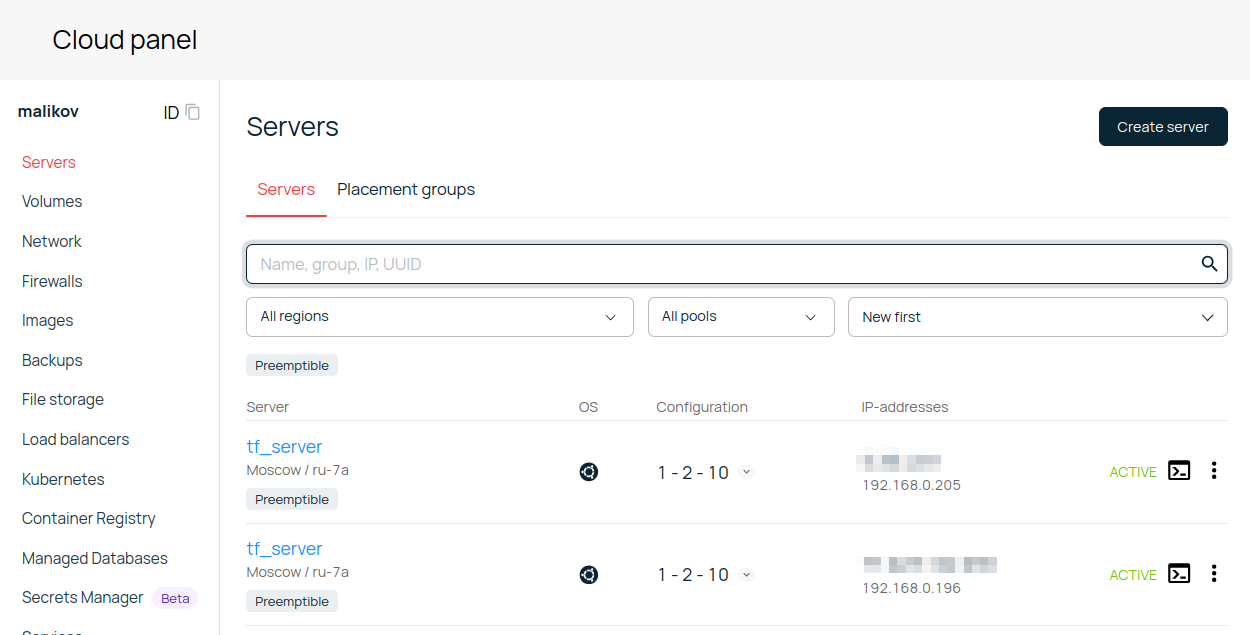 Cloud panel
malikov ID
Servers
Volumes
Network
Firewalls
Images
Backups
File storage
Load balancers
Kubernetes
Container Registry
Managed Databases
Secrets Manager Beta
Servers
Create server
Servers Placement groups
Name, group, IP, UUID
All regions All pools New first
Preemptible
Server OS Configuration IP-addresses
tf_server
Moscow / ru-7a
Preemptible
1 - 2 - 10
192.168.0.205
ACTIVE
tf_server
Moscow / ru-7a
Preemptible
1 - 2 - 10
192.168.0.196
ACTIVE